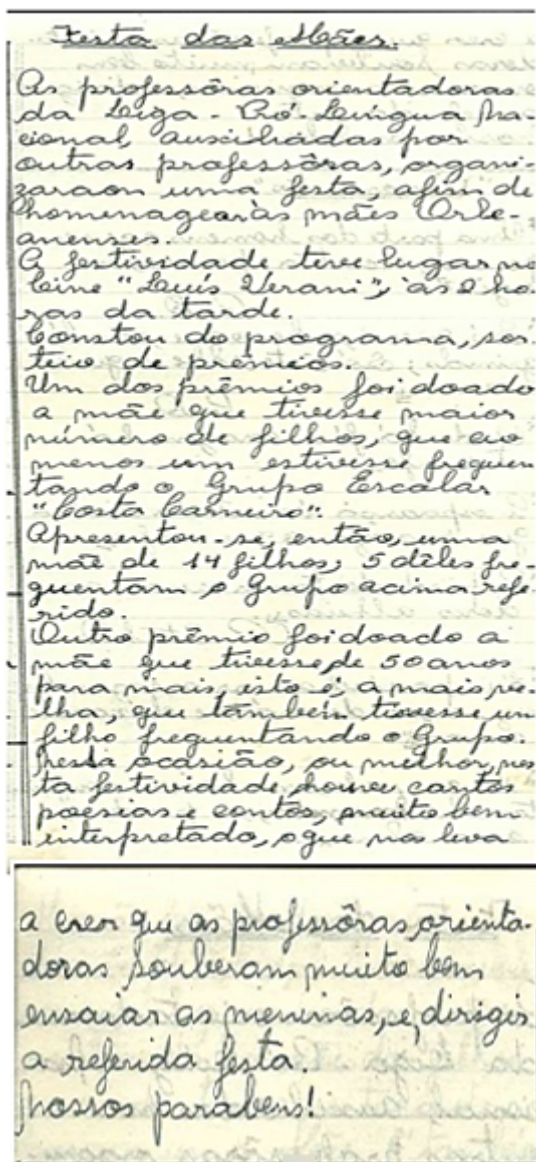 Festa das Mães.
As professôras orientadoras
da Liga - Pró-Língua Na-
cional, auxiliadas por
outras professôras, organi-
zaraam uma festa, afim de
homenagear às mães Orle-
anenses.
A festividade teve lugar no
Cine "Luís Verani", às 2 ho-
ras da tarde.
Constou do programa, sor
teio de prêmios.
Um dos prêmios foi doado
a mãe que tivesse maior
número de filhos, que ao
menos um estivesse frequen
tando o Grupo Escolar
"Costa Carneiro".
Apresentou-se, então, uma
mãe de 14 filhos; 5 dêles fre-
quentam o Grupo acima refe
rido.
Outro prêmio foi doado a
mãe que tivesse, de 50 anos
para mais, isto é; a mais ve-
lha, que também tivesse um
filho frequentando o Grupo.
Nesta ocasião, ou melhor, nes
ta festividade, houve cantos
poesias e contos, muito bem
interpretado, o que nos leva
a crer que as professôras, orienta-
doras souberam muito bem
ensaiar as meninas, e, dirigir
a referida festa.
Nossos parabens!